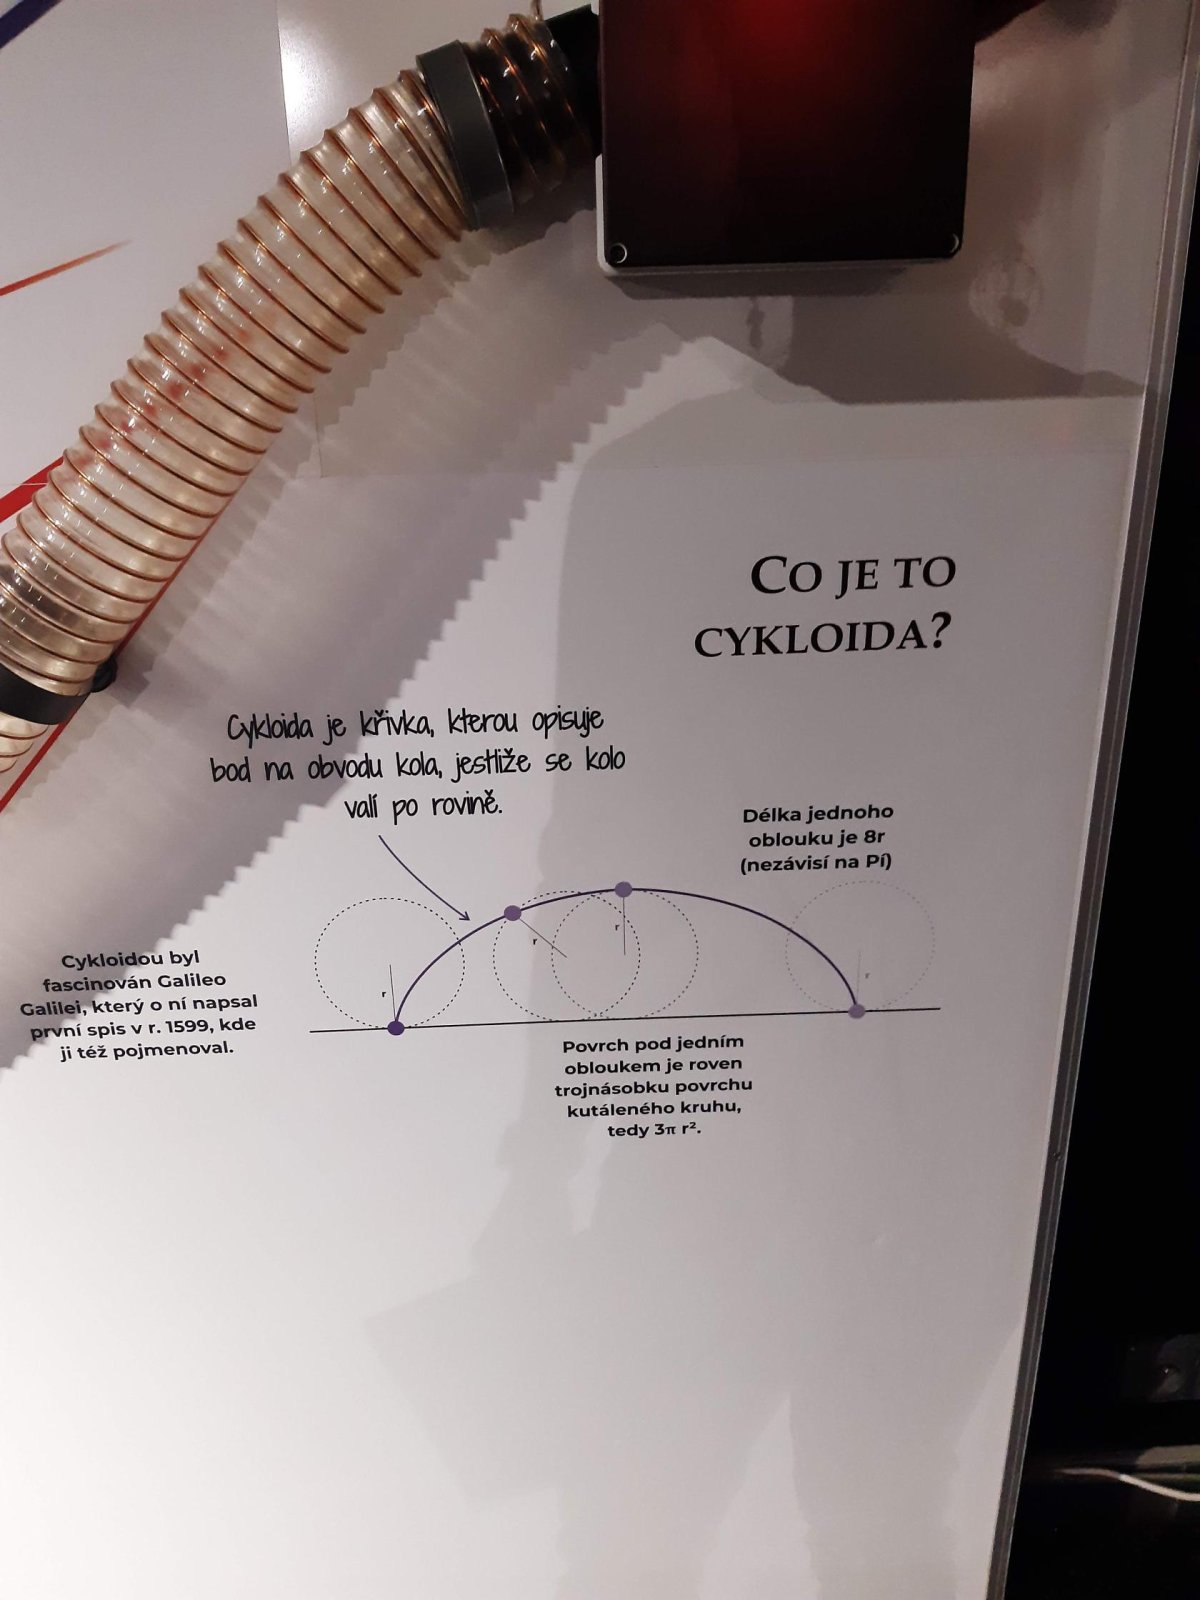 Co je to
cykloida?
Cykloida je křivka, kterou opisuje
bod na obvodu kola, jestliže se kolo
valí po rovině.
Délka jednoho
oblouku je 8r
(nezávisí na Pí)
r
r
r
r
Cykloidou byl
fascinován Galileo
Galilei, který o ní napsal
první spis v r. 1599, kde
ji též pojmenoval.
Povrch pod jedním
obloukem je roven
trojnásobku povrchu
kutáleného kruhu,
tedy 3π r².